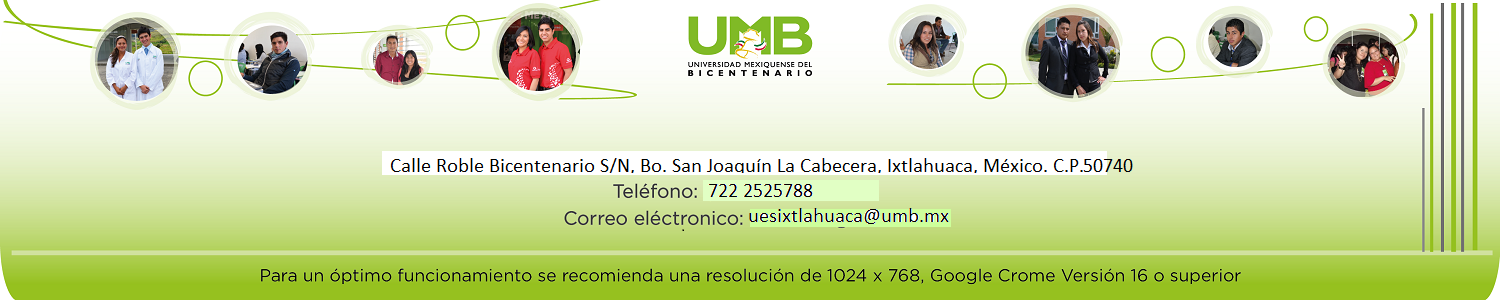 UMB
UNIVERSIDAD MEXIQUENSE DEL
BICENTENARIO
Calle Roble Bicentenario S/N, Bo. San Joaquín La Cabecera, Ixtlahuaca, México. C.P.50740
Teléfono: 722 2525788
Correo eléctronico: uesixtlahuaca@umb.mx
Para un óptimo funcionamiento se recomienda una resolución de 1024 x 768, Google Crome Versión 16 o superior